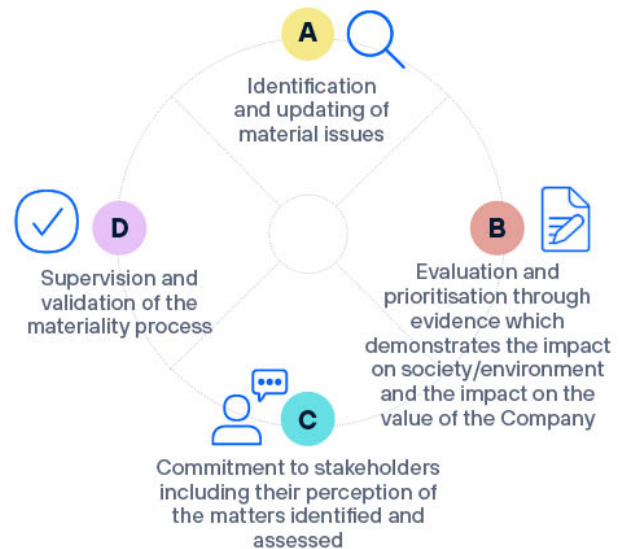 A
Identification
and updating of
material issues
B
Evaluation and
prioritisation through
evidence which
demonstrates the impact
on society/environment
and the impact on the
value of the Company
C
Commitment to stakeholders
including their perception of
the matters identified and
assessed
D
Supervision and
validation of the
materiality process